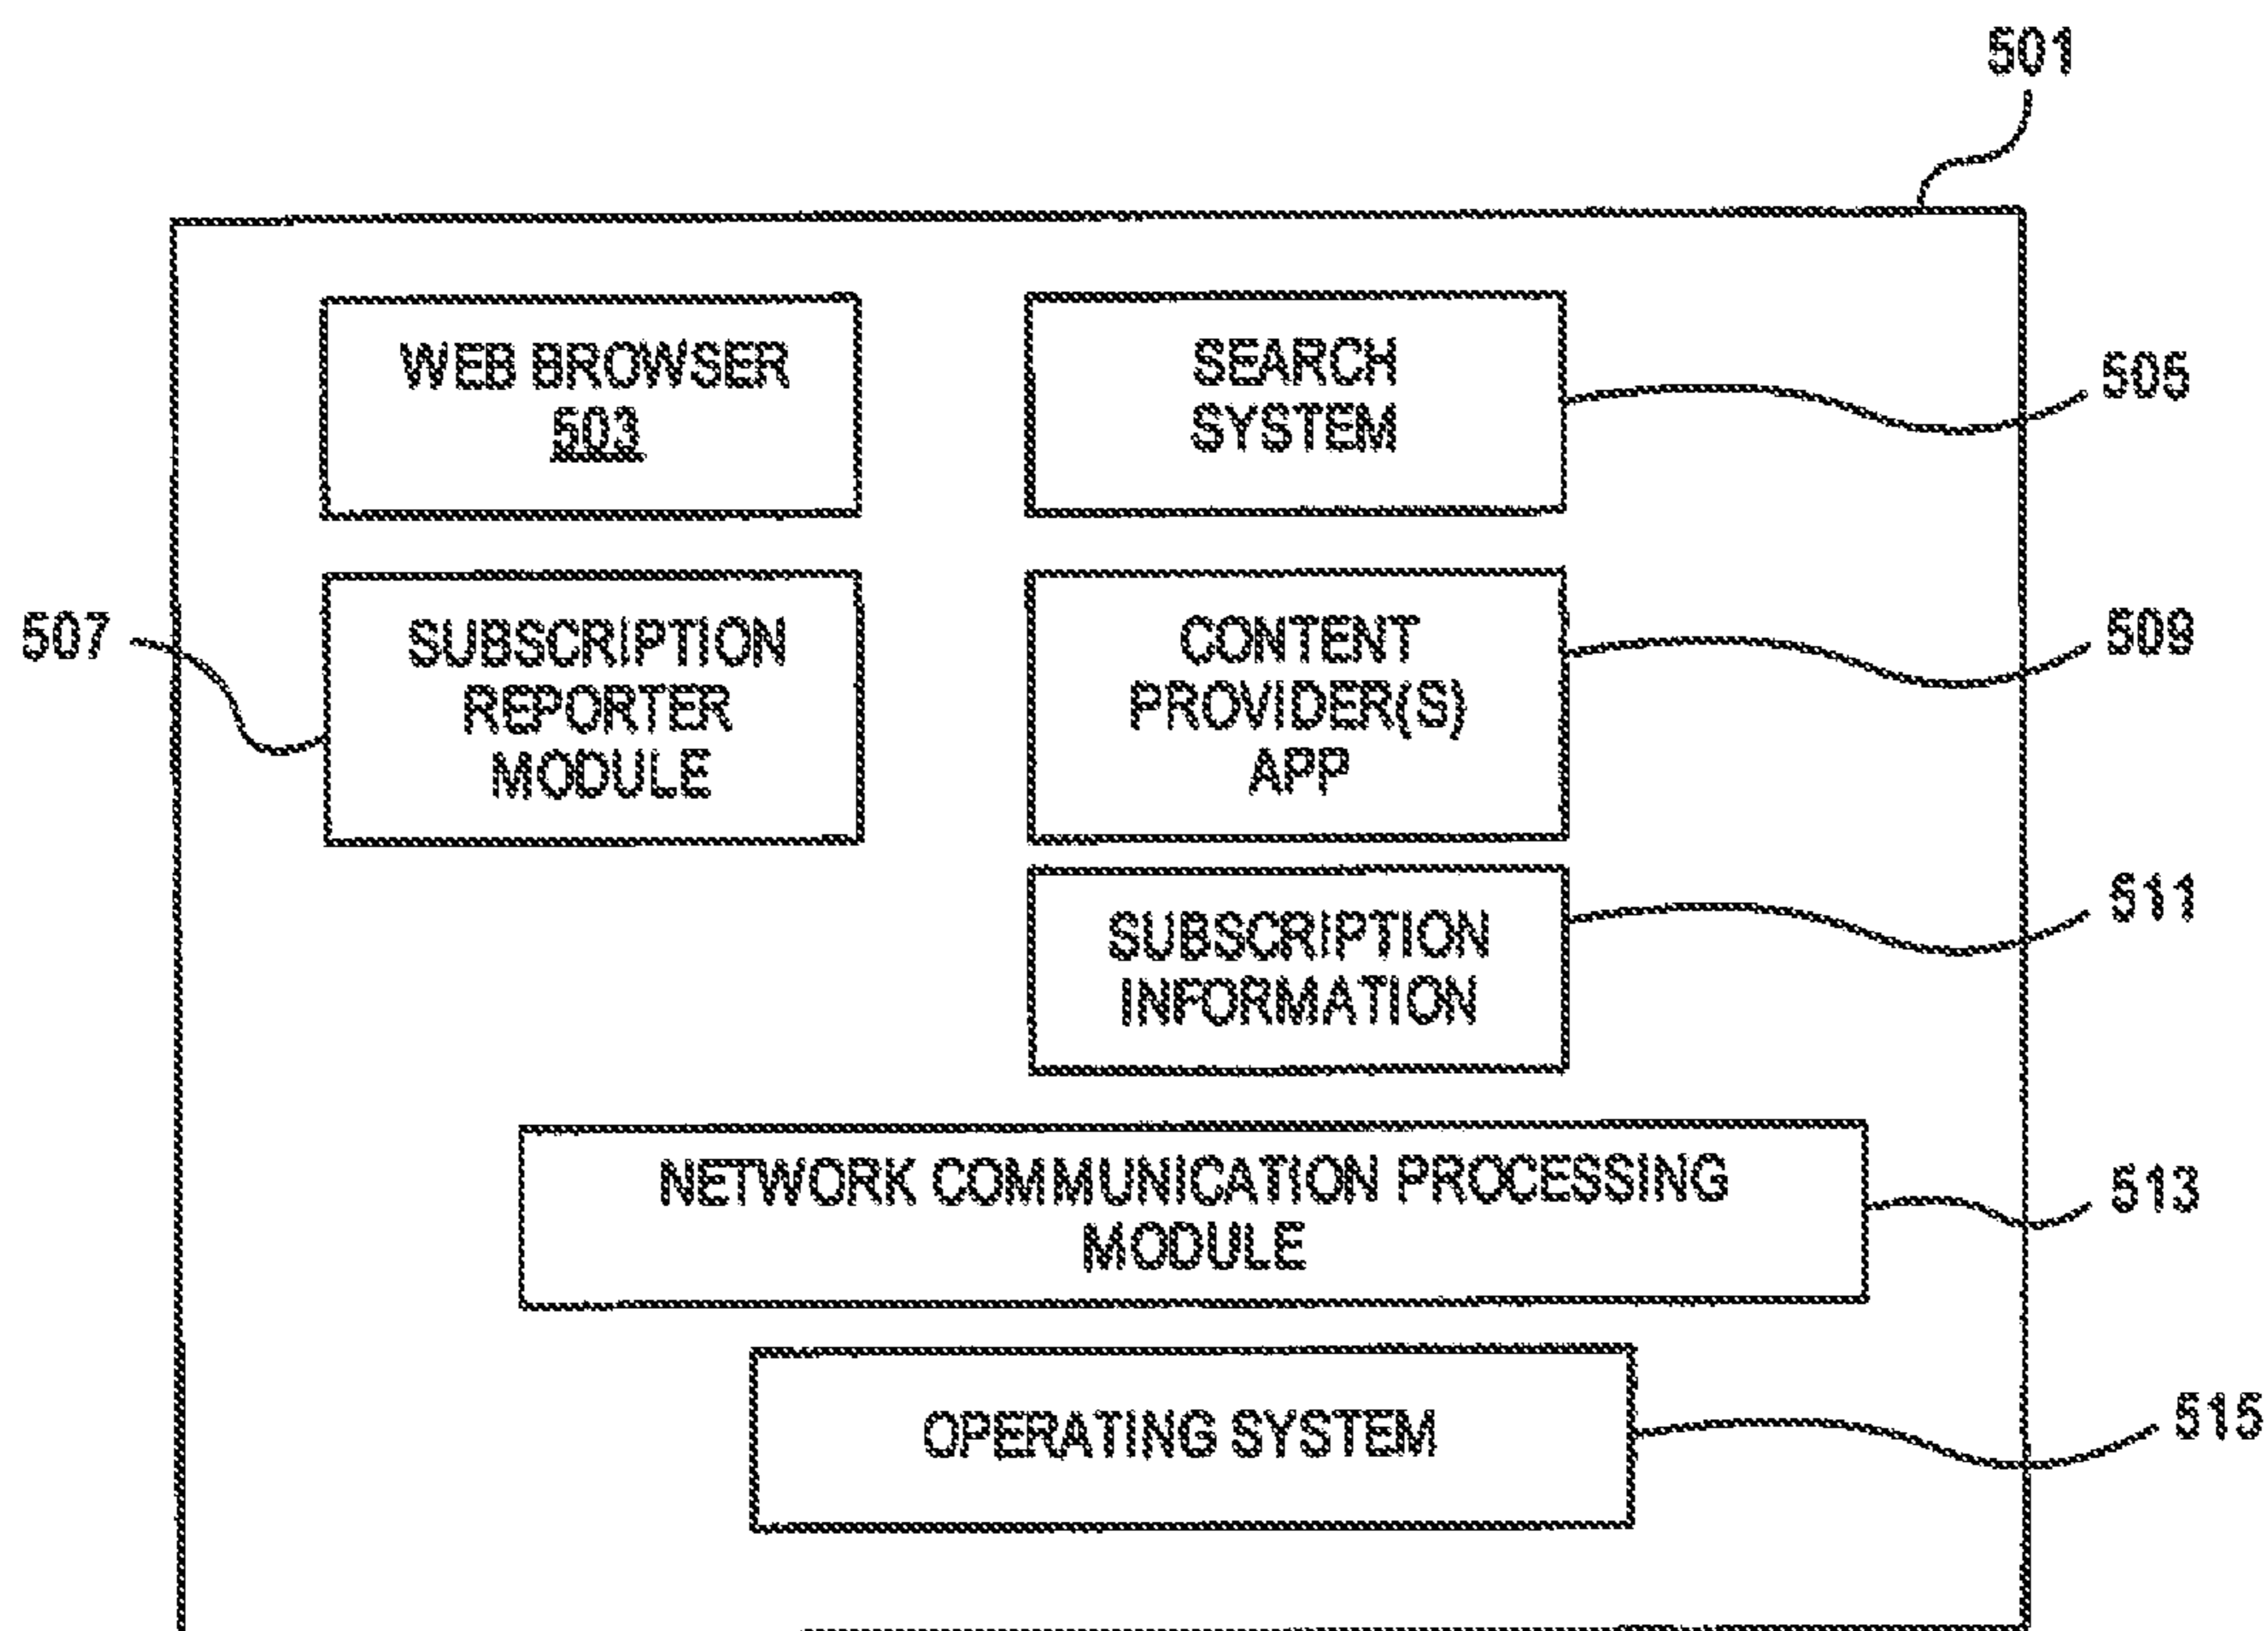 501
WEB BROWSER
503
SEARCH
SYSTEM
505
507
SUBSCRIPTION
REPORTER
MODULE
CONTENT
PROVIDER(S)
APP
509
SUBSCRIPTION
INFORMATION
511
NETWORK COMMUNICATION PROCESSING
MODULE
513
OPERATING SYSTEM
515